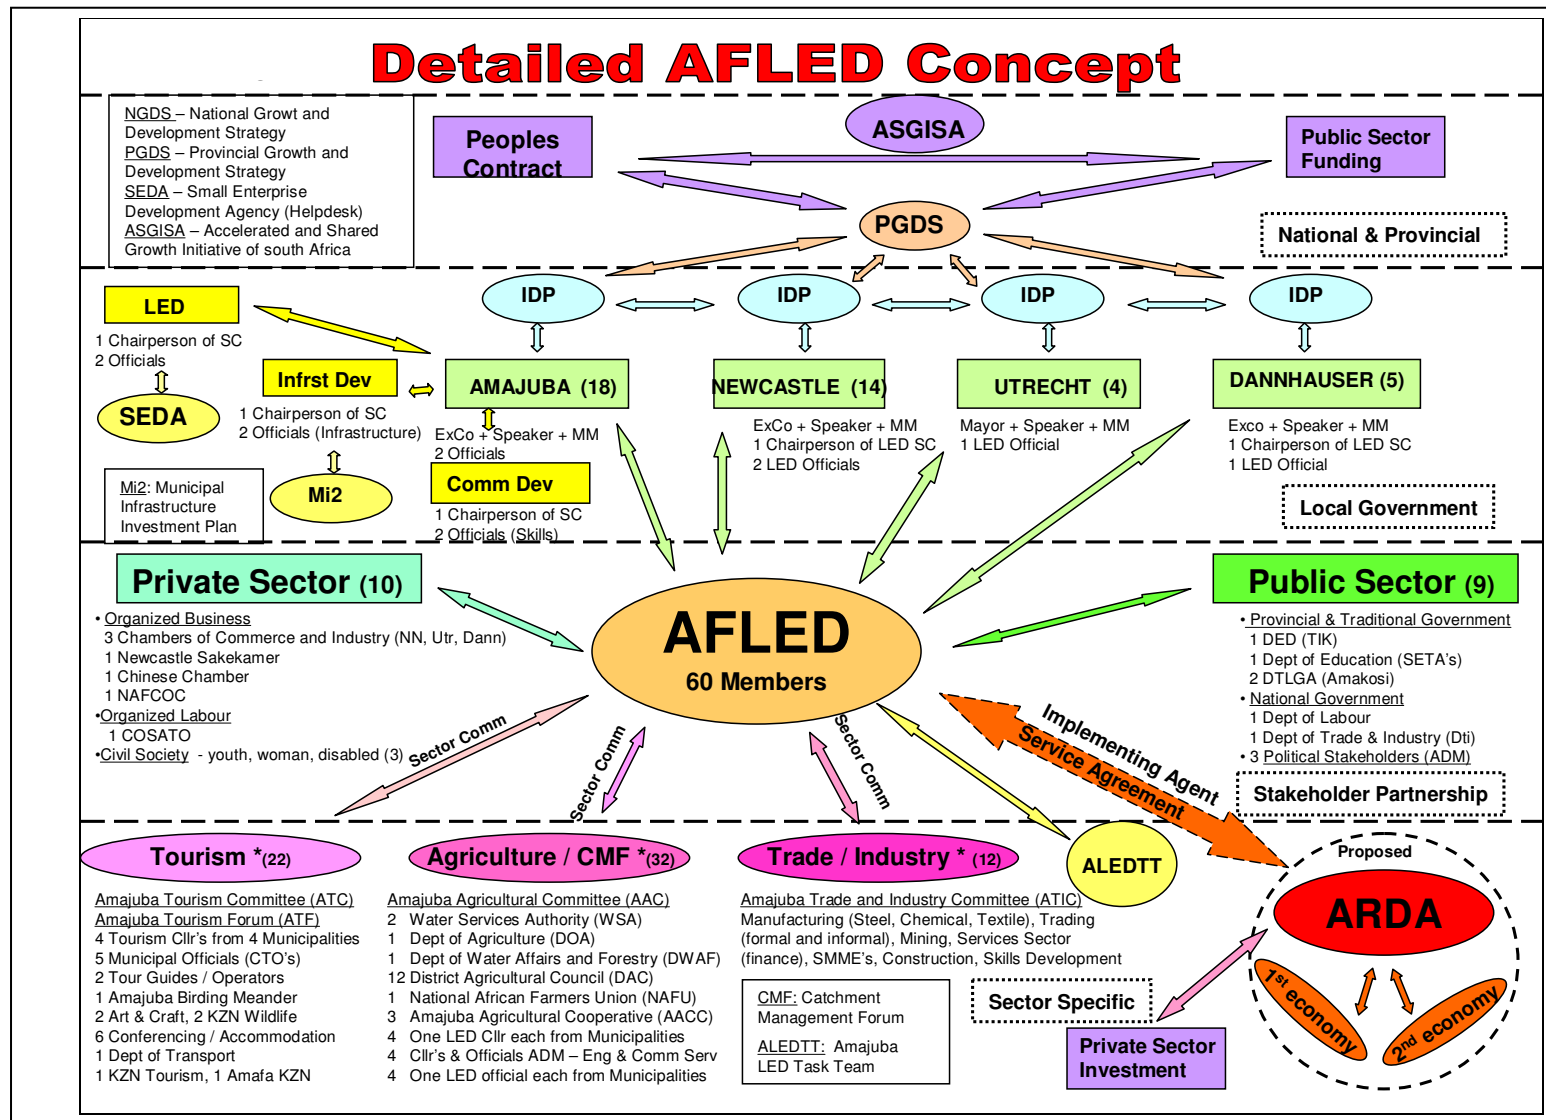 Detailed AFLED Concept
NGDS – National Growt and
Development Strategy
PGDS – Provincial Growth and
Development Strategy
SEDA – Small Enterprise
Development Agency (Helpdesk)
ASGISA – Accelerated and Shared
Growth Initiative of south Africa
Peoples
Contract
ASGISA
Public Sector
Funding
PGDS
National & Provincial
LED
1 Chairperson of SC
2 Officials
SEDA
Infrst Dev
1 Chairperson of SC
2 Officials (Infrastructure)
Mi2
Mi2: Municipal
Infrastructure
Investment Plan
IDP
IDP
IDP
IDP
AMAJUBA (18)
ExCo + Speaker + MM
2 Officials
Comm Dev
1 Chairperson of SC
2 Officials (Skills)
NEWCASTLE (14)
ExCo + Speaker + MM
1 Chairperson of LED SC
2 LED Officials
UTRECHT (4)
Mayor + Speaker + MM
1 LED Official
DANNHAUSER (5)
Exco + Speaker + MM
1 Chairperson of LED SC
1 LED Official
Local Government
Private Sector (10)
• Organized Business
3 Chambers of Commerce and Industry (NN, Utr, Dann)
1 Newcastle Sakekamer
1 Chinese Chamber
1 NAFCOC
•Organized Labour
1 COSATO
•Civil Society - youth, woman, disabled (3)
AFLED
60 Members
Public Sector (9)
• Provincial & Traditional Government
1 DED (TIK)
1 Dept of Education (SETA's)
2 DTLGA (Amakosi)
• National Government
1 Dept of Labour
1 Dept of Trade & Industry (Dti)
• 3 Political Stakeholders (ADM)
Stakeholder Partnership
Sector Comm
Sector Comm
Sector Comm
Implementing Agent
Service Agreement
Tourism *(22)
Amajuba Tourism Committee (ATC)
Amajuba Tourism Forum (ATF)
4 Tourism Cllr's from 4 Municipalities
5 Municipal Officials (CTO's)
2 Tour Guides / Operators
1 Amajuba Birding Meander
2 Art & Craft, 2 KZN Wildlife
6 Conferencing / Accommodation
1 Dept of Transport
1 KZN Tourism, 1 Amafa KZN
Agriculture / CMF *(32)
Amajuba Agricultural Committee (AAC)
2 Water Services Authority (WSA)
1 Dept of Agriculture (DOA)
1 Dept of Water Affairs and Forestry (DWAF)
12 District Agricultural Council (DAC)
1 National African Farmers Union (NAFU)
3 Amajuba Agricultural Cooperative (AACC)
4 One LED Cllr each from Municipalities
4 Cllr's & Officials ADM – Eng & Comm Serv
4 One LED official each from Municipalities
Trade / Industry * (12)
Amajuba Trade and Industry Committee (ATIC)
Manufacturing (Steel, Chemical, Textile), Trading
(formal and informal), Mining, Services Sector
(finance), SMME's, Construction, Skills Development
CMF: Catchment
Management Forum
ALEDTT: Amajuba
LED Task Team
ALEDTT
Sector Specific
Private Sector
Investment
Proposed
ARDA
1st economy
2nd economy